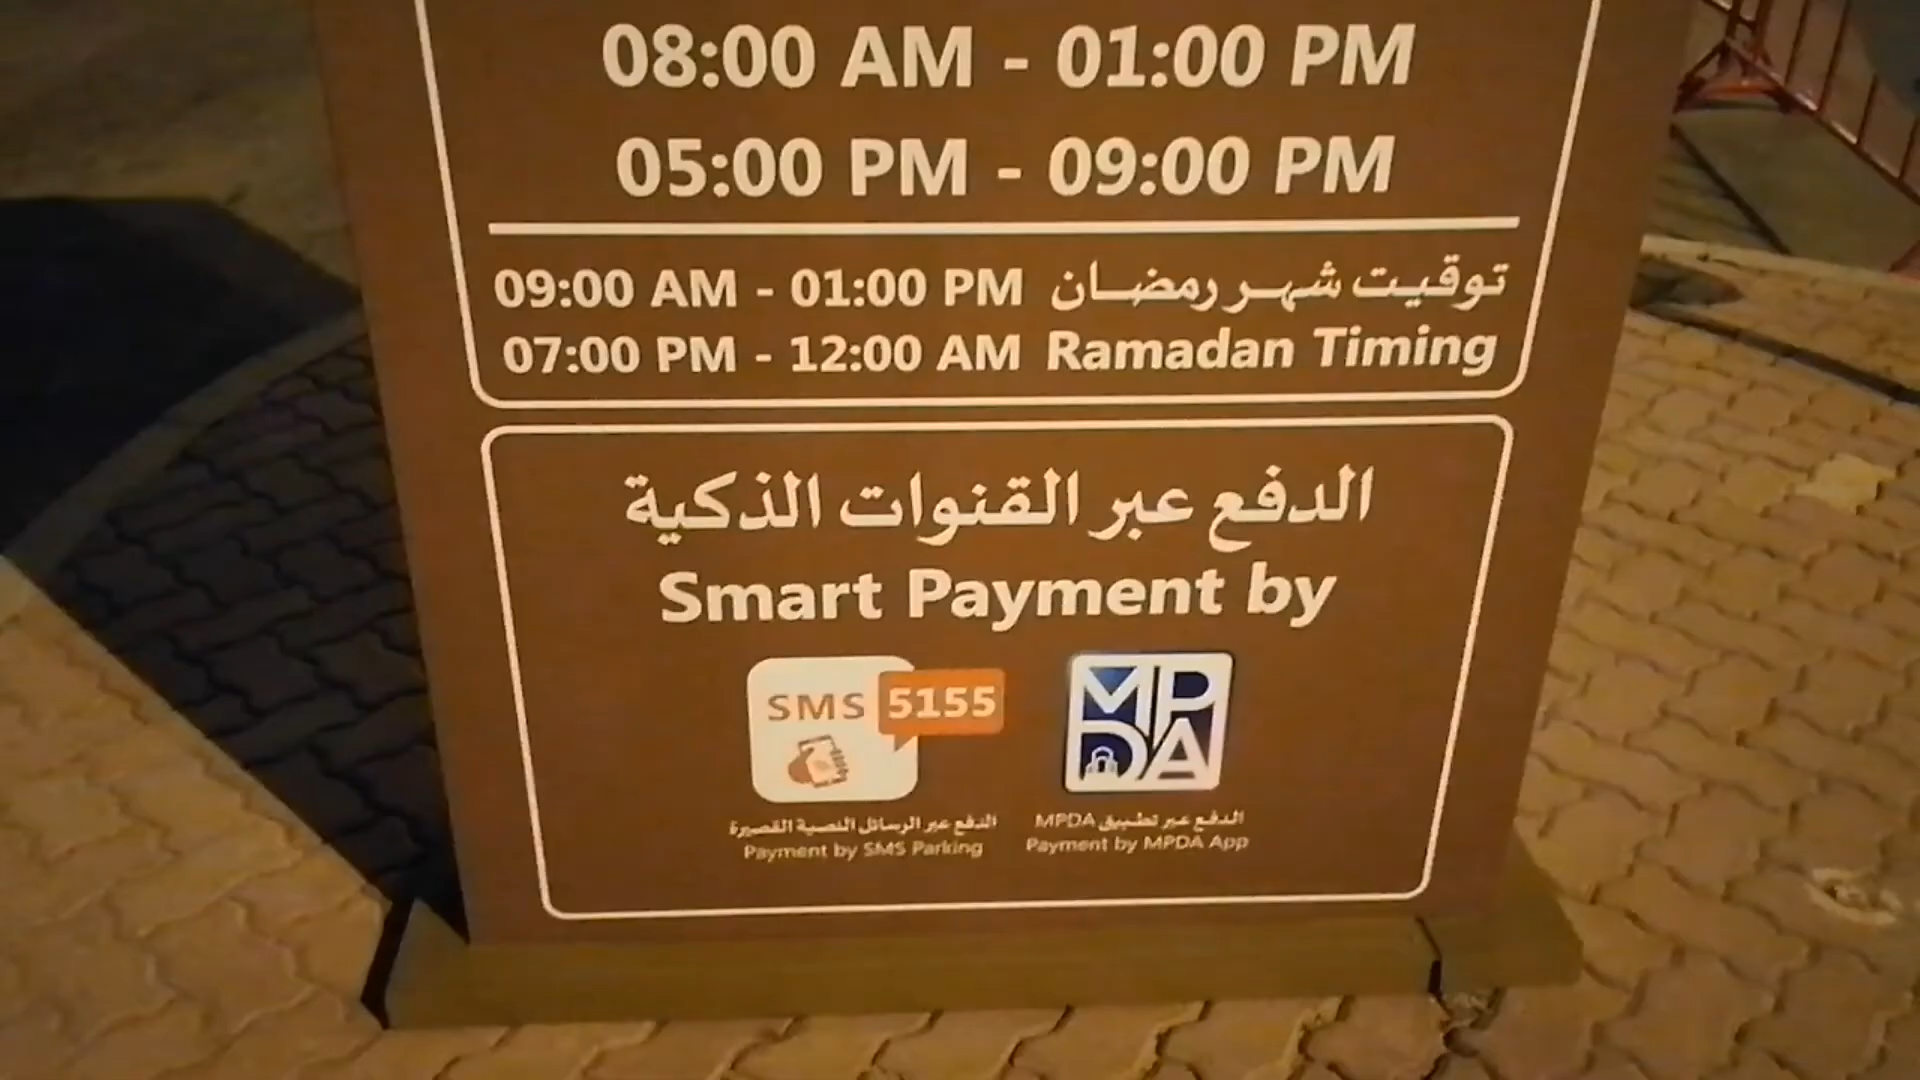 08:00 AM - 01:00 PM
05:00 PM - 09:00 PM
09:00 AM - 01:00 PM توقيت شهر رمضان
07:00 PM - 12:00 AM Ramadan Timing
الدفع عبر القنوات الذكية
Smart Payment by
SMS 5155
MPDA
الدفع عبر الرسائل النصية القصيرة
Payment by SMS Parking
الدفع عبر تطبيق MPDA
Payment by MPDA App